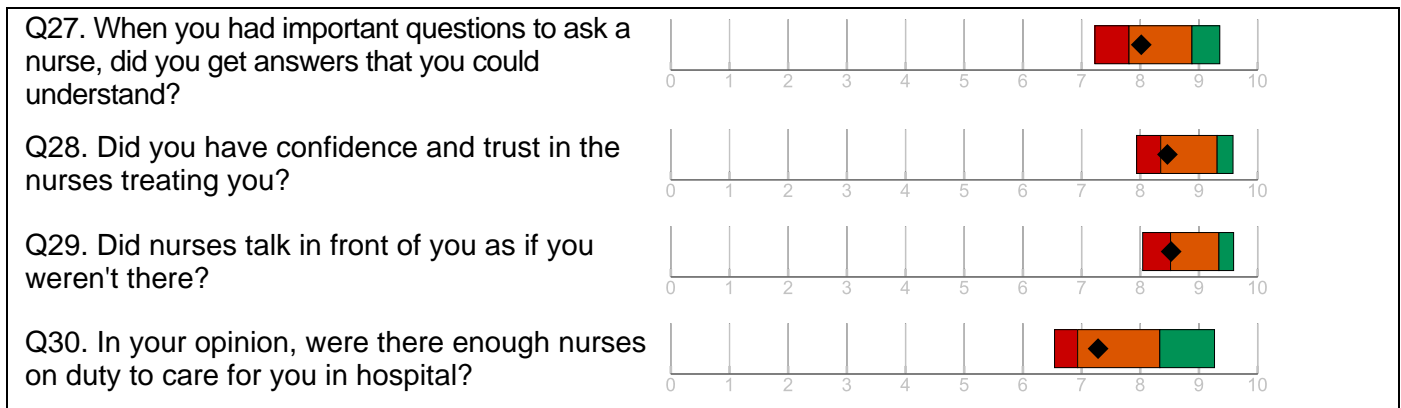 Q27. When you had important questions to ask a
nurse, did you get answers that you could
understand?
0 1 2 3 4 5 6 7 8 9 10
Q28. Did you have confidence and trust in the
nurses treating you?
0 1 2 3 4 5 6 7 8 9 10
Q29. Did nurses talk in front of you as if you
weren't there?
0 1 2 3 4 5 6 7 8 9 10
Q30. In your opinion, were there enough nurses
on duty to care for you in hospital?
0 1 2 3 4 5 6 7 8 9 10